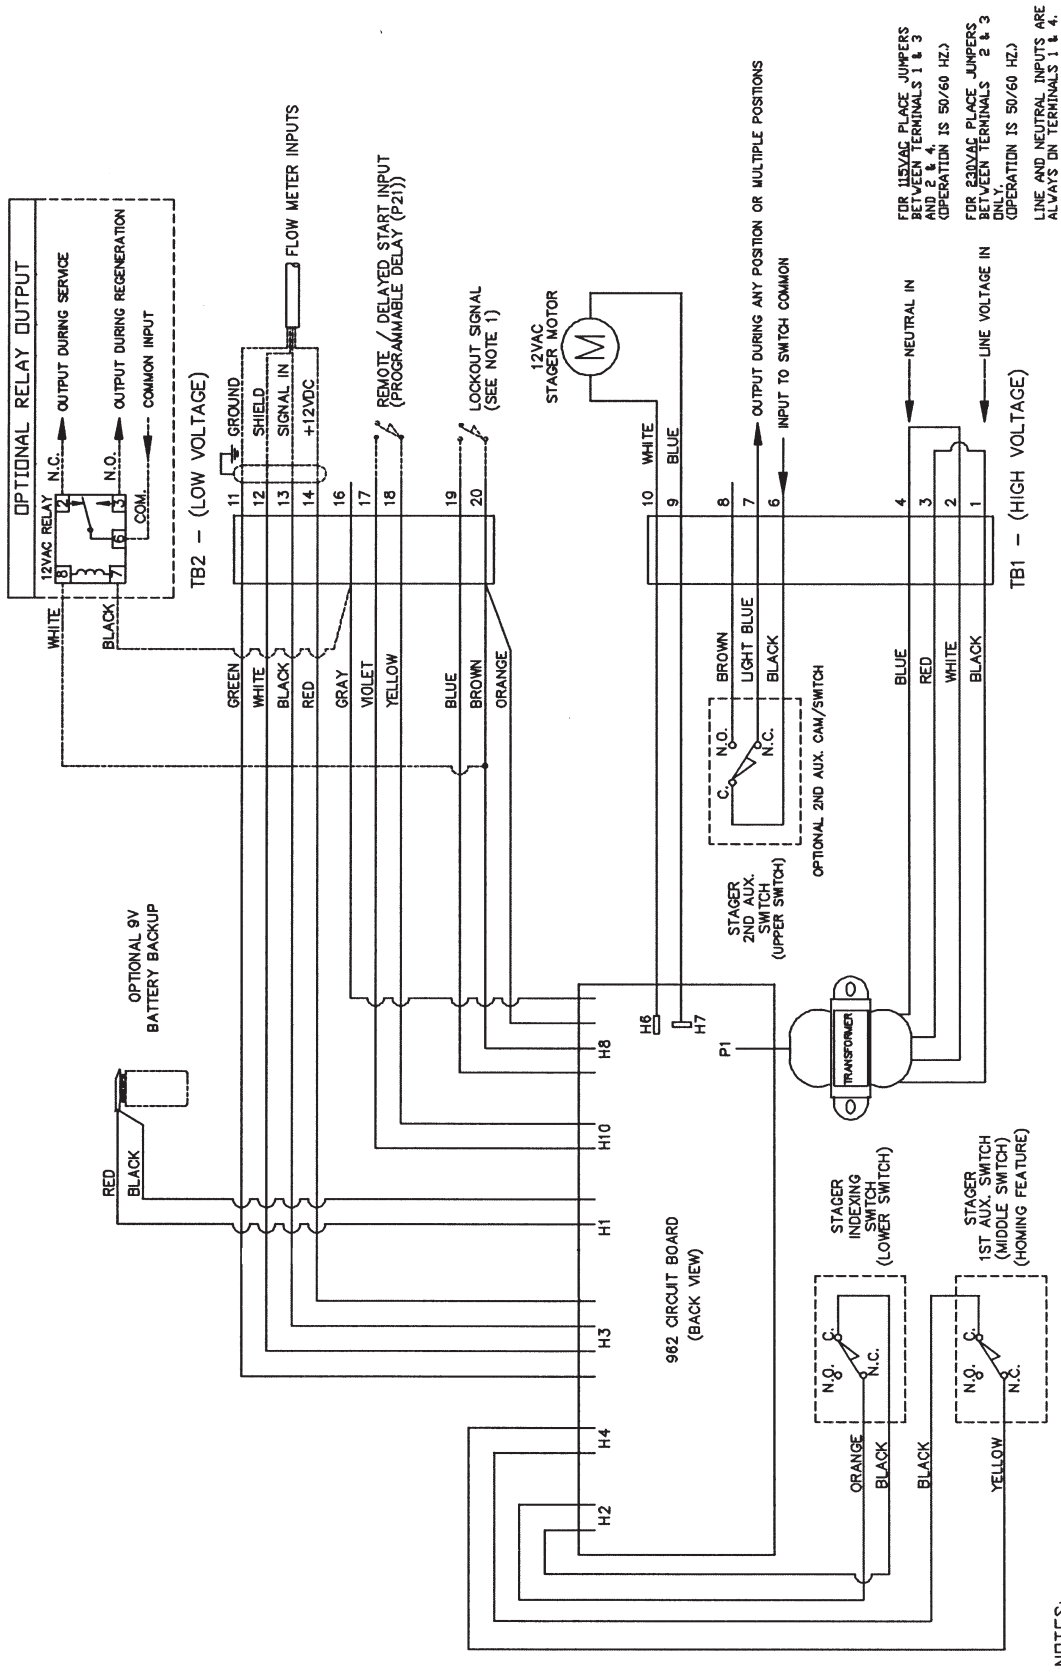 OPTIONAL RELAY OUTPUT
12VAC RELAY
8
7
2
3
6
N.C.
OUTPUT DURING SERVICE
N.O.
OUTPUT DURING REGENERATION
COM.
COMMON INPUT
WHITE
BLACK
TB2 - (LOW VOLTAGE)
11
12
13
14
16
17
18
19
20
GROUND
SHIELD
SIGNAL IN
+12VDC
FLOW METER INPUTS
REMOTE / DELAYED START INPUT
(PROGRAMMABLE DELAY (P21))
LOCKOUT SIGNAL
(SEE NOTE 1)
GREEN
WHITE
BLACK
RED
GRAY
VIOLET
YELLOW
BLUE
BROWN
ORANGE
OPTIONAL 9V
BATTERY BACKUP
RED
BLACK
12VAC
STAGER MOTOR
M
WHITE
BLUE
10
9
8
7
6
4
3
2
1
OUTPUT DURING ANY POSITION OR MULTIPLE POSITIONS
INPUT TO SWITCH COMMON
NEUTRAL IN
LINE VOLTAGE IN
TB1 - (HIGH VOLTAGE)
FOR 115VAC PLACE JUMPERS
BETWEEN TERMINALS 1 & 3
AND 2 & 4.
(OPERATION IS 50/60 HZ.)
FOR 230VAC PLACE JUMPERS
BETWEEN TERMINALS 2 & 3
ONLY.
(OPERATION IS 50/60 HZ.)
LINE AND NEUTRAL INPUTS ARE
ALWAYS ON TERMINALS 1 & 4.
BROWN
LIGHT BLUE
BLACK
N.O.
C.
N.C.
STAGER
2ND AUX.
SWITCH
(UPPER SWITCH)
OPTIONAL 2ND AUX. CAM/SWITCH
BLUE
RED
WHITE
BLACK
H6
H7
P1
H8
H10
H1
H3
H4
H2
962 CIRCUIT BOARD
(BACK VIEW)
TRANSFORMER
STAGER
INDEXING
SWITCH
(LOWER SWITCH)
N.O.
C.
N.C.
ORANGE
BLACK
STAGER
1ST AUX. SWITCH
(MIDDLE SWITCH)
(HOMING FEATURE)
N.O.
C.
N.C.
BLACK
YELLOW
NOTES: